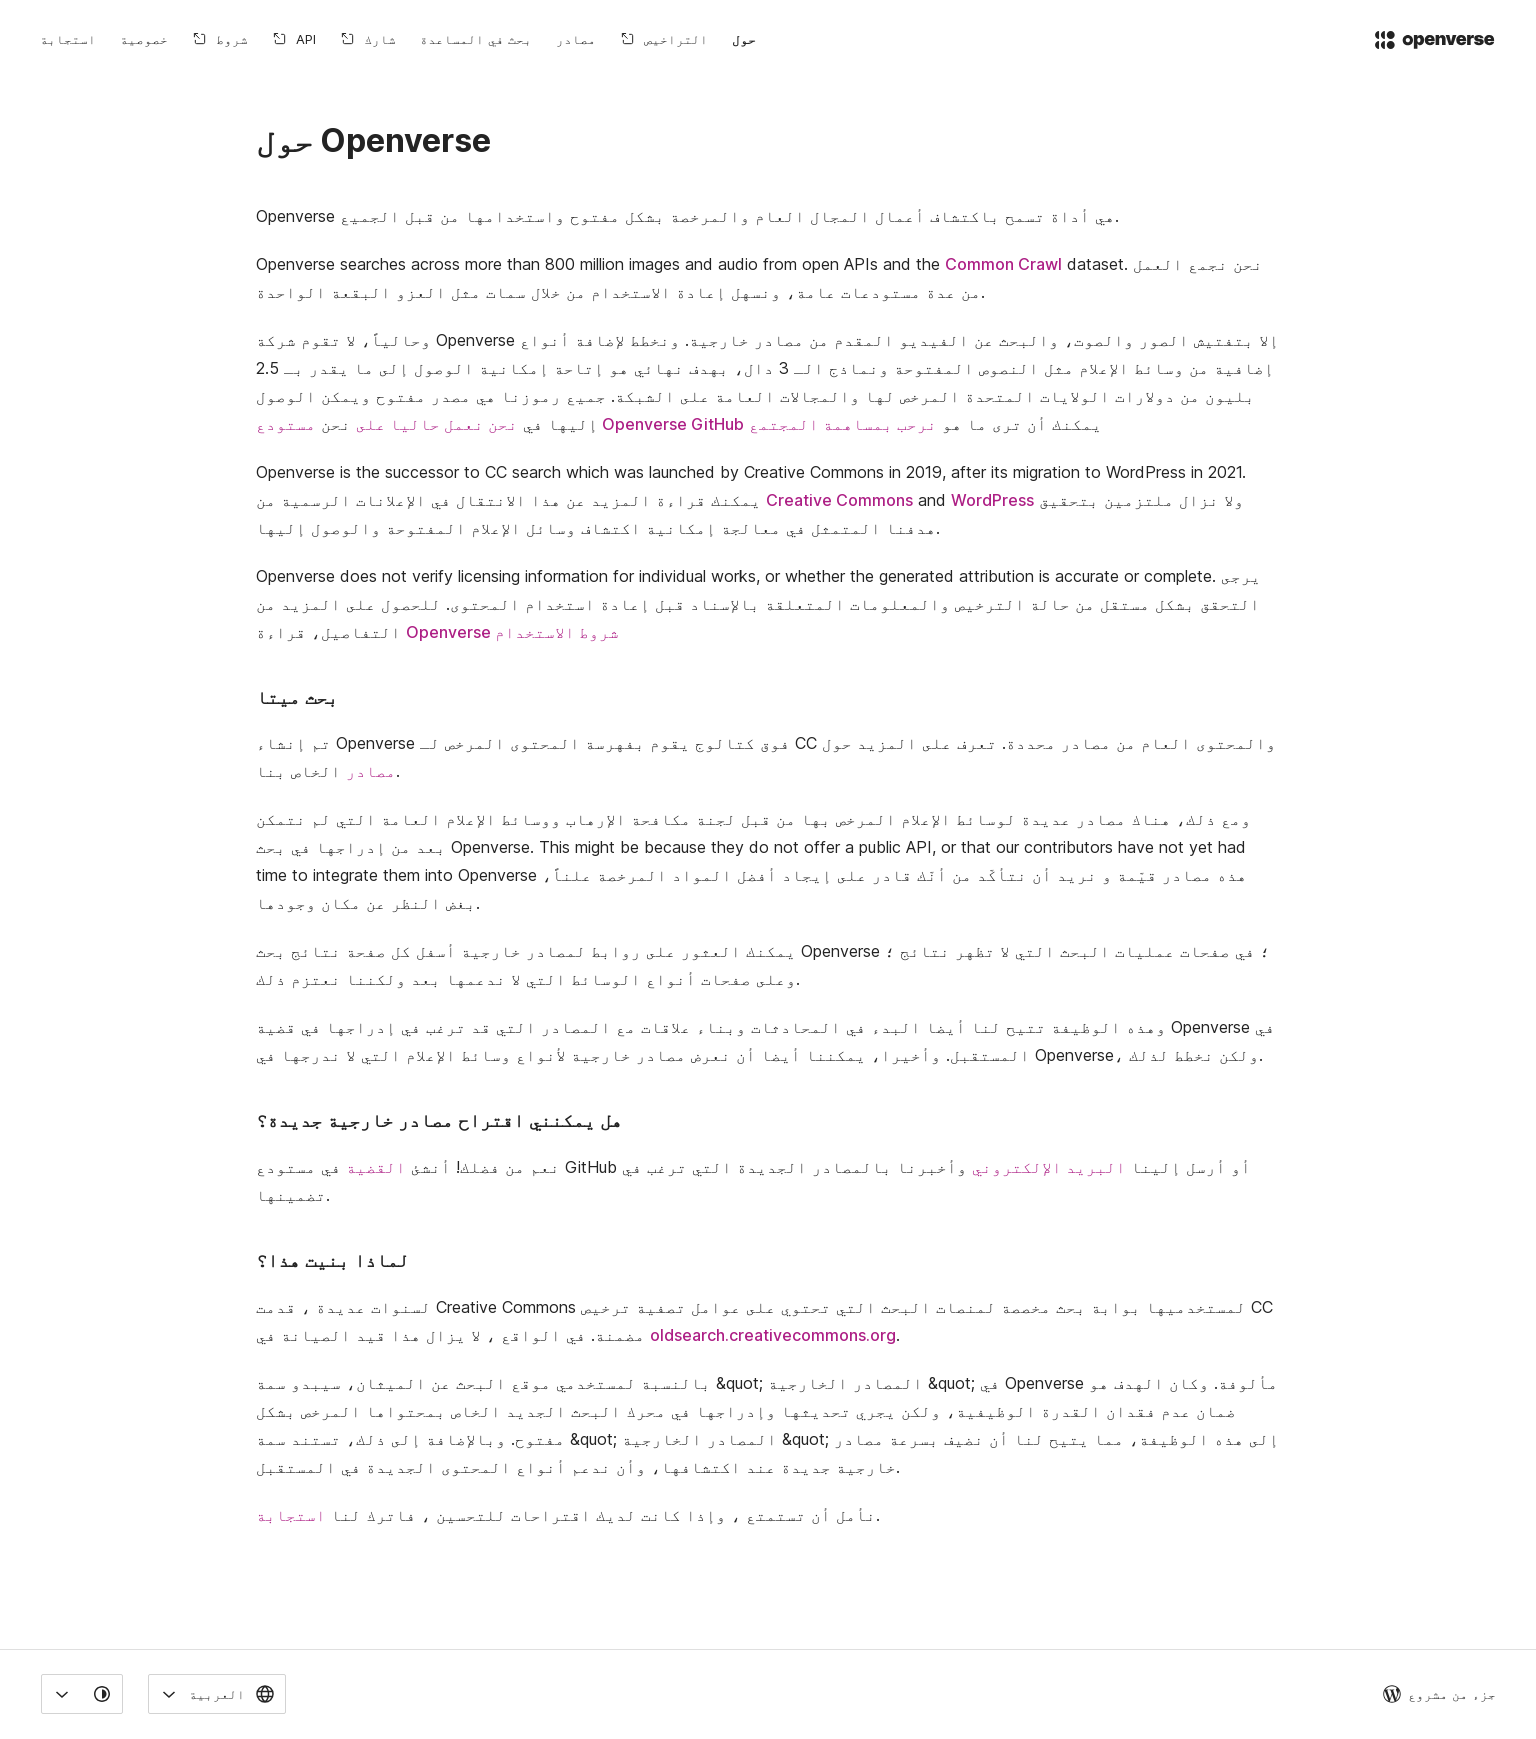 openverse
حول
التراخيص
مصادر
بحث في المساعدة
شارك
API
شروط
خصوصية
استجابة
حول Openverse
Openverse هي أداة تسمح باكتشاف أعمال المجال العام والمرخصة بشكل مفتوح واستخدامها من قبل الجميع.
Openverse searches across more than 800 million images and audio from open APIs and the Common Crawl dataset. نحن نجمع العمل
من عدة مستودعات عامة، ونسهل إعادة الاستخدام من خلال سمات مثل العزو البقعة الواحدة.
وحالياً، لا تقوم شركة Openverse إلا بتفتيش الصور والصوت، والبحث عن الفيديو المقدم من مصادر خارجية. ونخطط لإضافة أنواع
إضافية من وسائط الإعلام مثل النصوص المفتوحة ونماذج الـ 3 دال، بهدف نهائي هو إتاحة إمكانية الوصول إلى ما يقدر بـ 2.5
بليون من دولارات الولايات المتحدة المرخص لها والمجالات العامة على الشبكة. جميع رموزنا هي مصدر مفتوح ويمكن الوصول
إليها في نحن نعمل حاليا على نحن مستودع Openverse GitHub يمكنك أن ترى ما هو نرحب بمساهمة المجتمع
Openverse is the successor to CC search which was launched by Creative Commons in 2019, after its migration to WordPress in 2021.
يمكنك قراءة المزيد عن هذا الانتقال في الإعلانات الرسمية من Creative Commons and WordPress ولا نزال ملتزمين بتحقيق
هدفنا المتمثل في معالجة إمكانية اكتشاف وسائل الإعلام المفتوحة والوصول إليها.
Openverse does not verify licensing information for individual works, or whether the generated attribution is accurate or complete. يرجى
التحقق بشكل مستقل من حالة الترخيص والمعلومات المتعلقة بالإسناد قبل إعادة استخدام المحتوى. للحصول على المزيد من
التفاصيل، قراءة Openverse شروط الاستخدام
بحث ميتا
تم إنشاء Openverse فوق كتالوج يقوم بفهرسة المحتوى المرخص لـ CC والمحتوى العام من مصادر محددة. تعرف على المزيد حول
مصادر الخاص بنا.
ومع ذلك، هناك مصادر عديدة لوسائط الإعلام المرخص بها من قبل لجنة مكافحة الإرهاب ووسائط الإعلام العامة التي لم نتمكن
بعد من إدراجها في بحث Openverse. This might be because they do not offer a public API, or that our contributors have not yet had
time to integrate them into Openverse هذه مصادر قيّمة و نريد أن نتأكّد من أنّك قادر على إيجاد أفضل المواد المرخصة علناً،
بغض النظر عن مكان وجودها.
يمكنك العثور على روابط لمصادر خارجية أسفل كل صفحة نتائج بحث Openverse ؛ في صفحات عمليات البحث التي لا تظهر نتائج ؛
وعلى صفحات أنواع الوسائط التي لا ندعمها بعد ولكننا نعتزم ذلك.
وهذه الوظيفة تتيح لنا أيضا البدء في المحادثات وبناء علاقات مع المصادر التي قد ترغب في إدراجها في قضية Openverse في
المستقبل. وأخيرا، يمكننا أيضا أن نعرض مصادر خارجية لأنواع وسائط الإعلام التي لا ندرجها في Openverse، ولكن نخطط لذلك.
هل يمكنني اقتراح مصادر خارجية جديدة؟
نعم من فضلك! أنشئ القضية في مستودع GitHub أو أرسل إلينا البريد الإلكتروني وأخبرنا بالمصادر الجديدة التي ترغب في
تضمينها.
لماذا بنيت هذا؟
لسنوات عديدة ، قدمت Creative Commons لمستخدميها بوابة بحث مخصصة لمنصات البحث التي تحتوي على عوامل تصفية ترخيص CC
مضمنة. في الواقع ، لا يزال هذا قيد الصيانة في oldsearch.creativecommons.org.
بالنسبة لمستخدمي موقع البحث عن الميثان، سيبدو سمة &quot; المصادر الخارجية &quot; في Openverse مألوفة. وكان الهدف هو
ضمان عدم فقدان القدرة الوظيفية، ولكن يجري تحديثها وإدراجها في محرك البحث الجديد الخاص بمحتواها المرخص بشكل
مفتوح. وبالإضافة إلى ذلك، تستند سمة &quot; المصادر الخارجية &quot; إلى هذه الوظيفة، مما يتيح لنا أن نضيف بسرعة مصادر
خارجية جديدة عند اكتشافها، وأن ندعم أنواع المحتوى الجديدة في المستقبل.
نأمل أن تستمتع ، وإذا كانت لديك اقتراحات للتحسين ، فاترك لنا استجابة.
جزء من مشروع
العربية